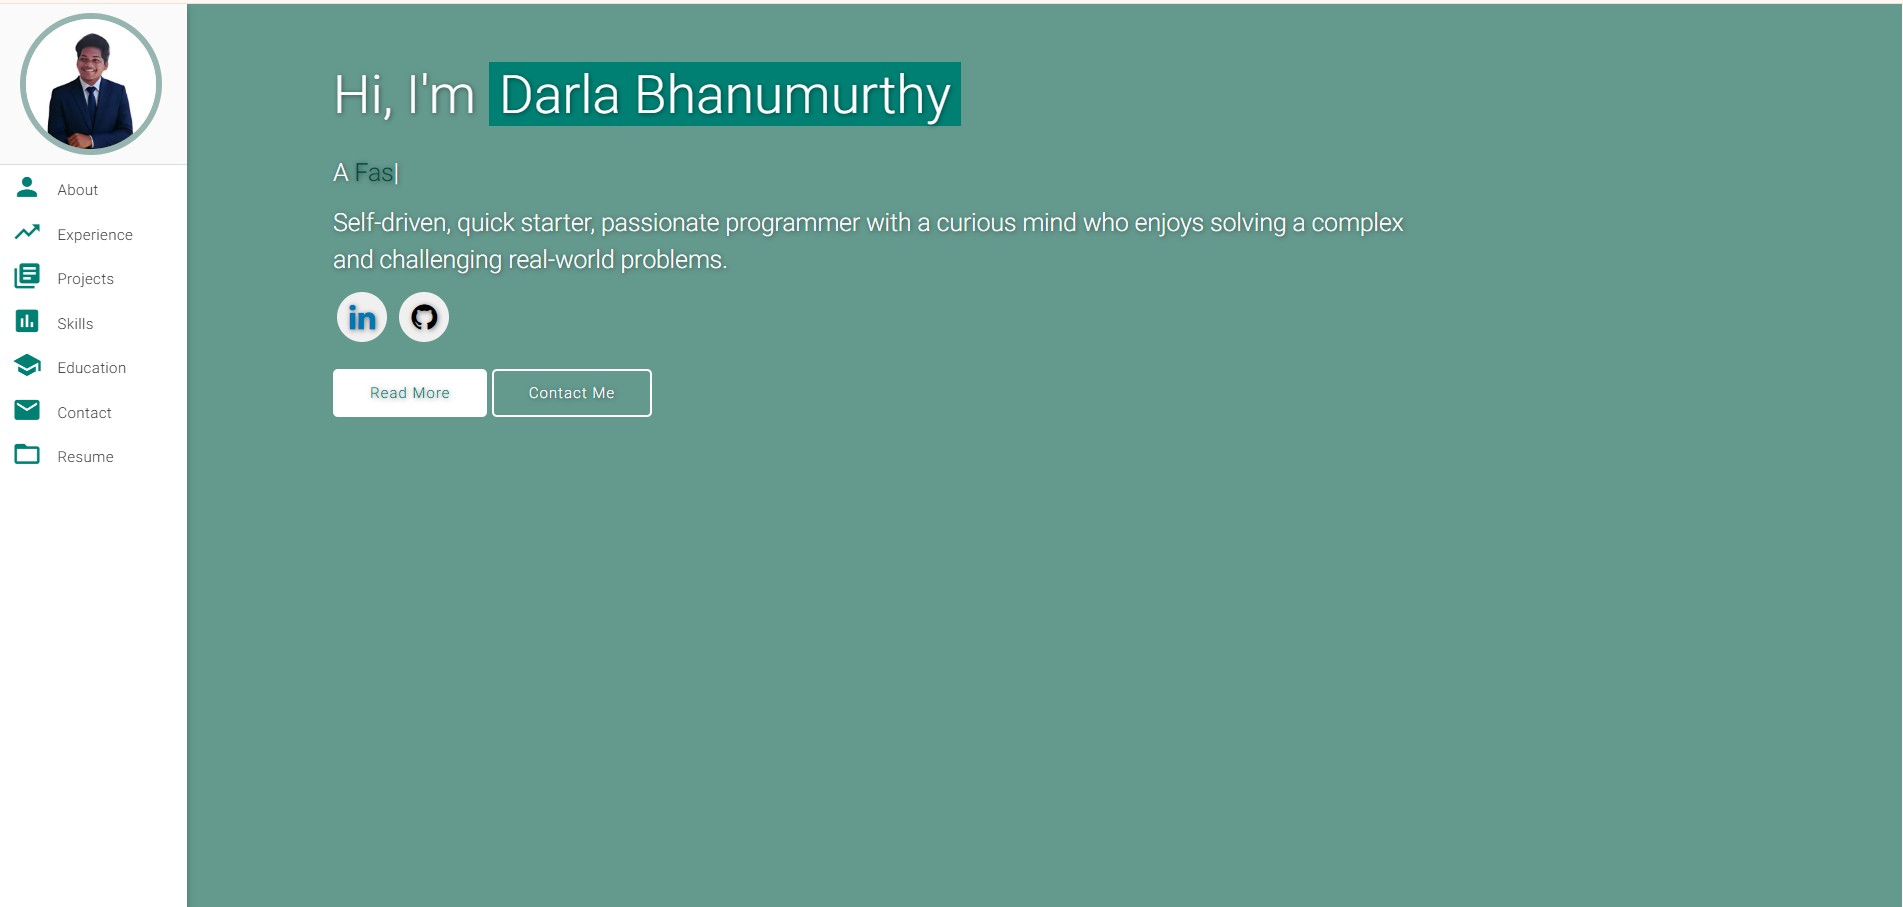 About
Experience
Projects
Skills
Education
Contact
Resume
Hi, I'm Darla Bhanumurthy
A Fas|
Self-driven, quick starter, passionate programmer with a curious mind who enjoys solving a complex
and challenging real-world problems.
in
Read More Contact Me